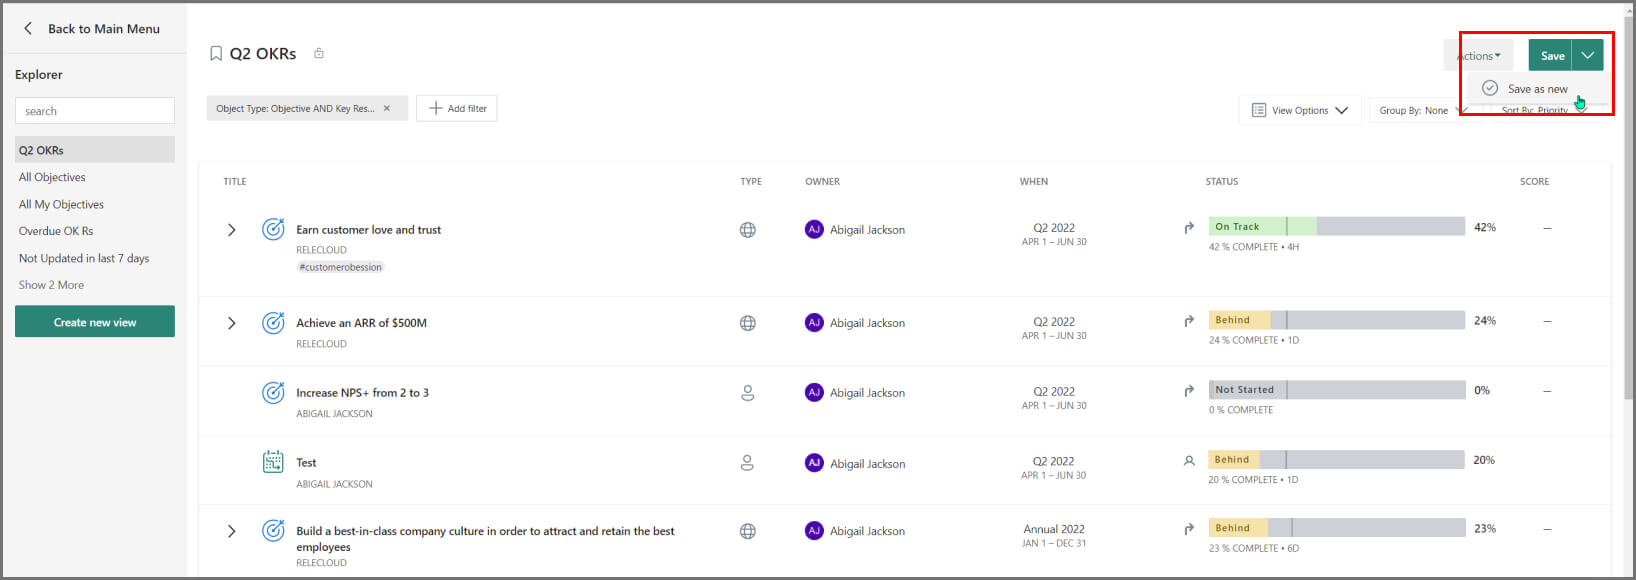 Back to Main Menu
Explorer
search
Q2 OKRs
All Objectives
All My Objectives
Overdue OK Rs
Not Updated in last 7 days
Show 2 More
Create new view
Q2 OKRs
Actions
Save
Save as new
Object Type: Objective AND Key Res...
Add filter
View Options
Group By: None
Sort By: Priority
TITLE TYPE OWNER WHEN STATUS SCORE
Earn customer love and trust
RELECLOUD
#customerobession
AJ Abigail Jackson
Q2 2022
APR 1 – JUN 30
On Track
42%
42 % COMPLETE • 4H
—
Achieve an ARR of $500M
RELECLOUD
AJ Abigail Jackson
Q2 2022
APR 1 – JUN 30
Behind
24%
24 % COMPLETE • 1D
—
Increase NPS+ from 2 to 3
ABIGAIL JACKSON
AJ Abigail Jackson
Q2 2022
APR 1 – JUN 30
Not Started
0%
0 % COMPLETE
—
Test
ABIGAIL JACKSON
AJ Abigail Jackson
Q2 2022
APR 1 – JUN 30
Behind
20%
20 % COMPLETE • 1D
Build a best-in-class company culture in order to attract and retain the best
employees
RELECLOUD
AJ Abigail Jackson
Annual 2022
JAN 1 – DEC 31
Behind
23%
23 % COMPLETE • 6D
—